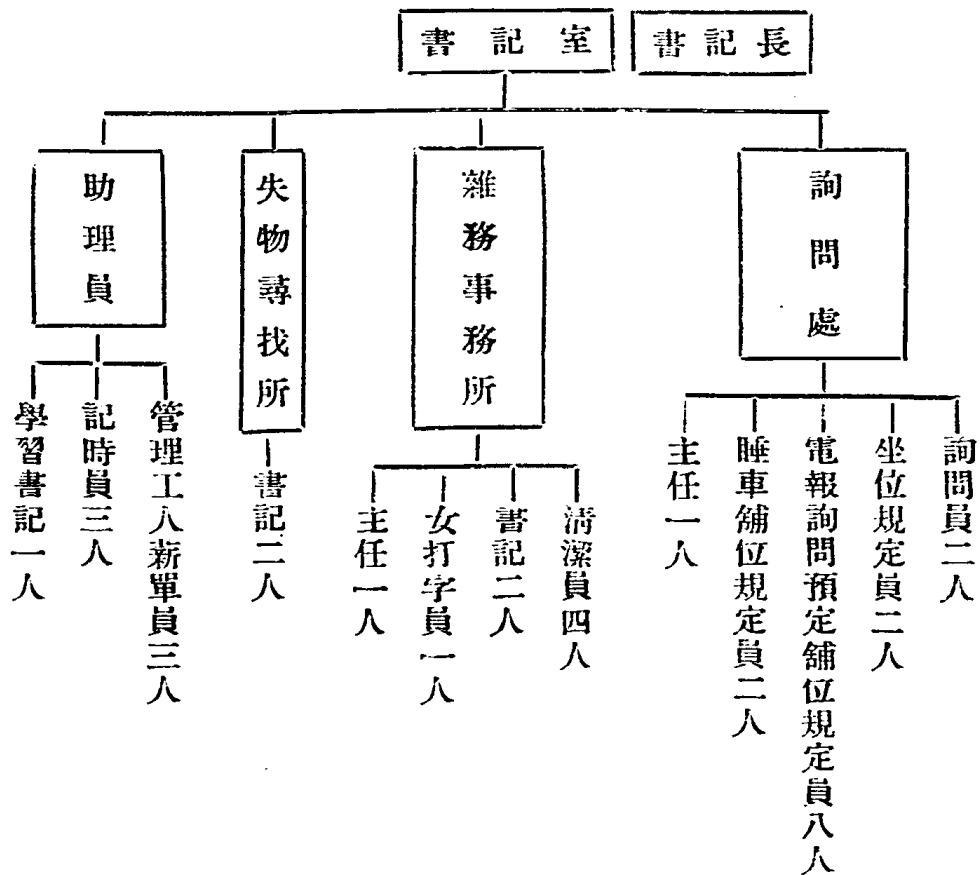 書記長
書記室
詢問處
詢問員二人
坐位規定員二人
電報詢問預定舖位規定員八人
睡車舖位規定員二人
主任一人
雜務事務所
清潔員四人
書記二人
女打字員一人
主任一人
失物尋找所
書記二人
助理員
管理工人薪單員三人
記時員三人
學習書記一人